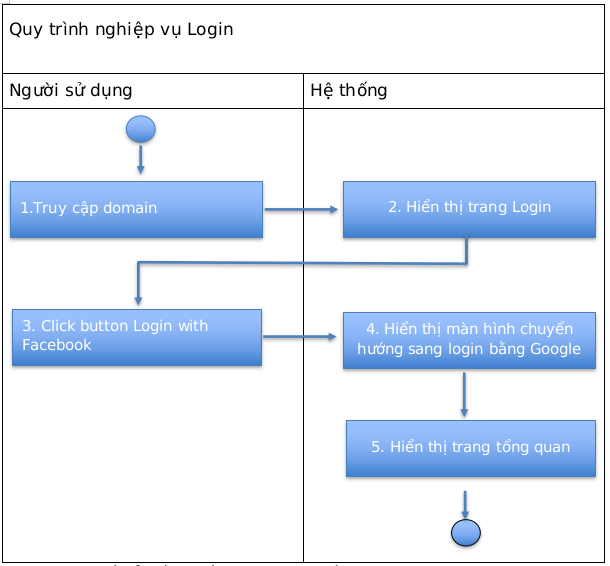 Quy trình nghiệp vụ Login
Người sử dụng
Hệ thống
1.Truy cập domain
2. Hiển thị trang Login
3. Click button Login with
Facebook
4. Hiển thị màn hình chuyển
hướng sang login bằng Google
5. Hiển thị trang tổng quan